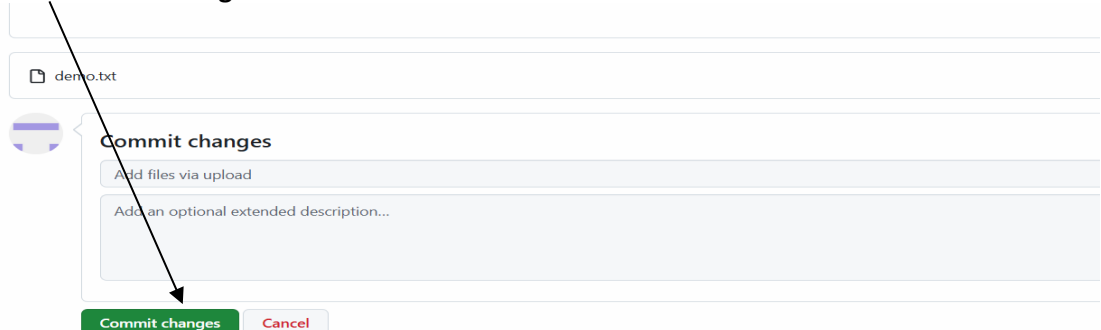 demo.txt
Commit changes
Add files via upload
Add an optional extended description...
Commit changes Cancel